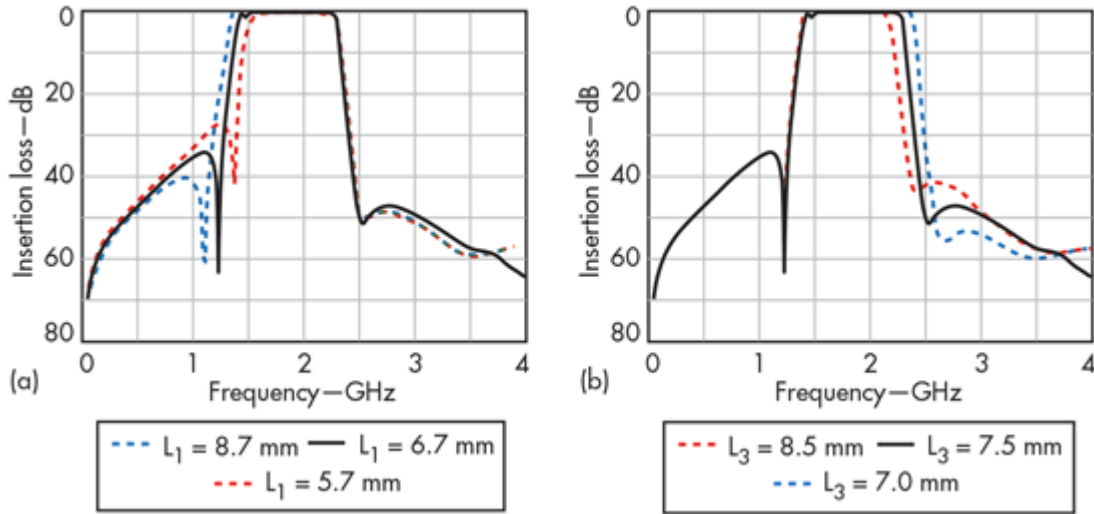 0
20
40
60
80
Insertion loss—dB
0 1 2 3 4
(a)
Frequency—GHz
L1 = 8.7 mm L1 = 6.7 mm
L1 = 5.7 mm
0
20
40
60
80
Insertion loss—dB
0 1 2 3 4
(b)
Frequency—GHz
L3 = 8.5 mm L3 = 7.5 mm
L3 = 7.0 mm